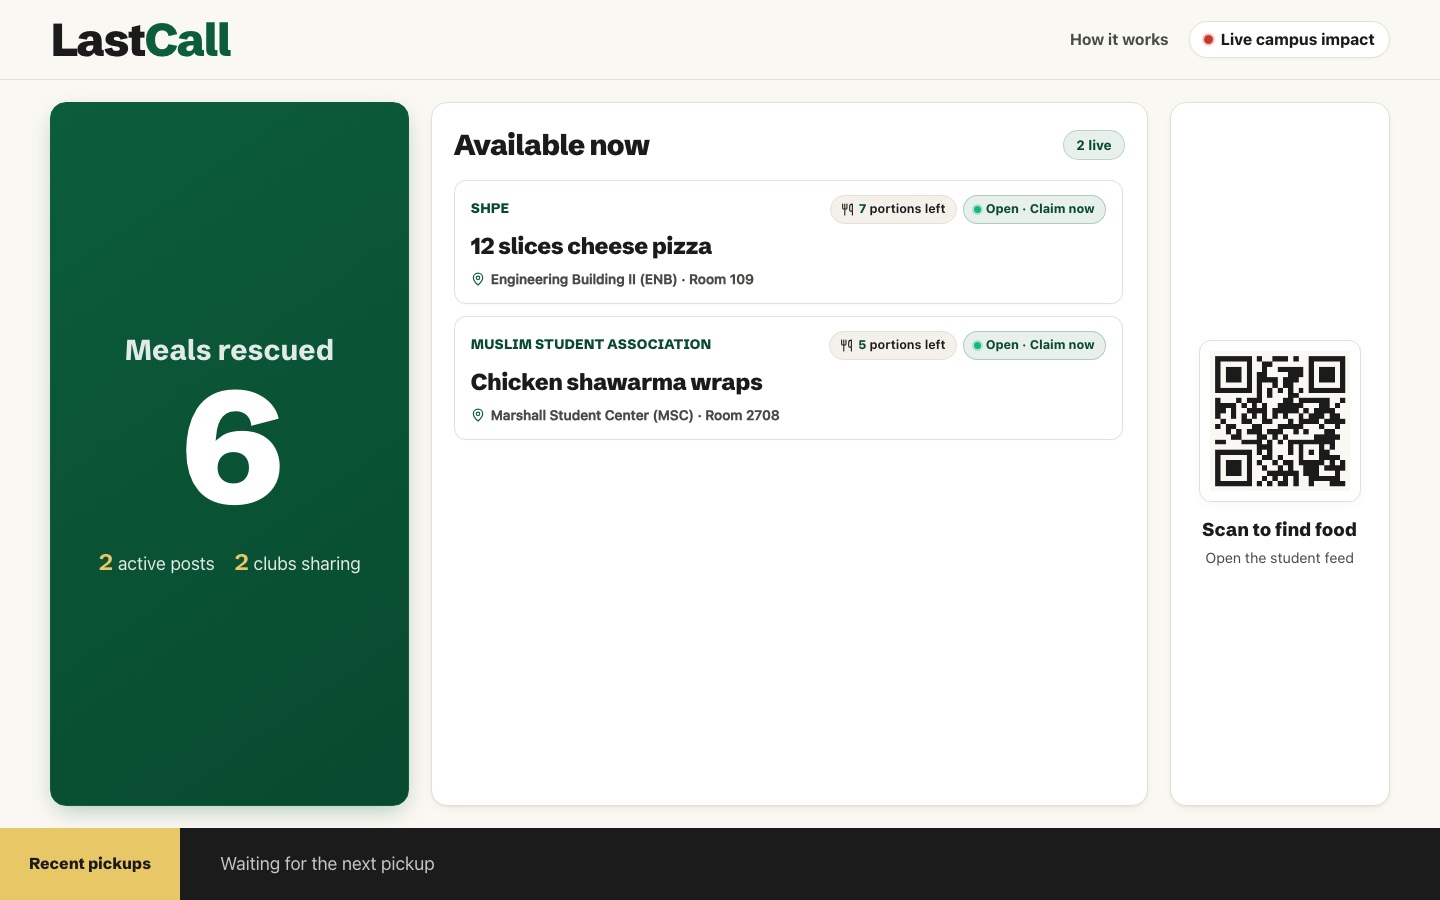 LastCall
How it works
Live campus impact
Meals rescued
6
2 active posts 2 clubs sharing
Available now
2 live
SHPE
7 portions left
Open · Claim now
12 slices cheese pizza
Engineering Building II (ENB) · Room 109
MUSLIM STUDENT ASSOCIATION
5 portions left
Open · Claim now
Chicken shawarma wraps
Marshall Student Center (MSC) · Room 2708
Scan to find food
Open the student feed
Recent pickups
Waiting for the next pickup